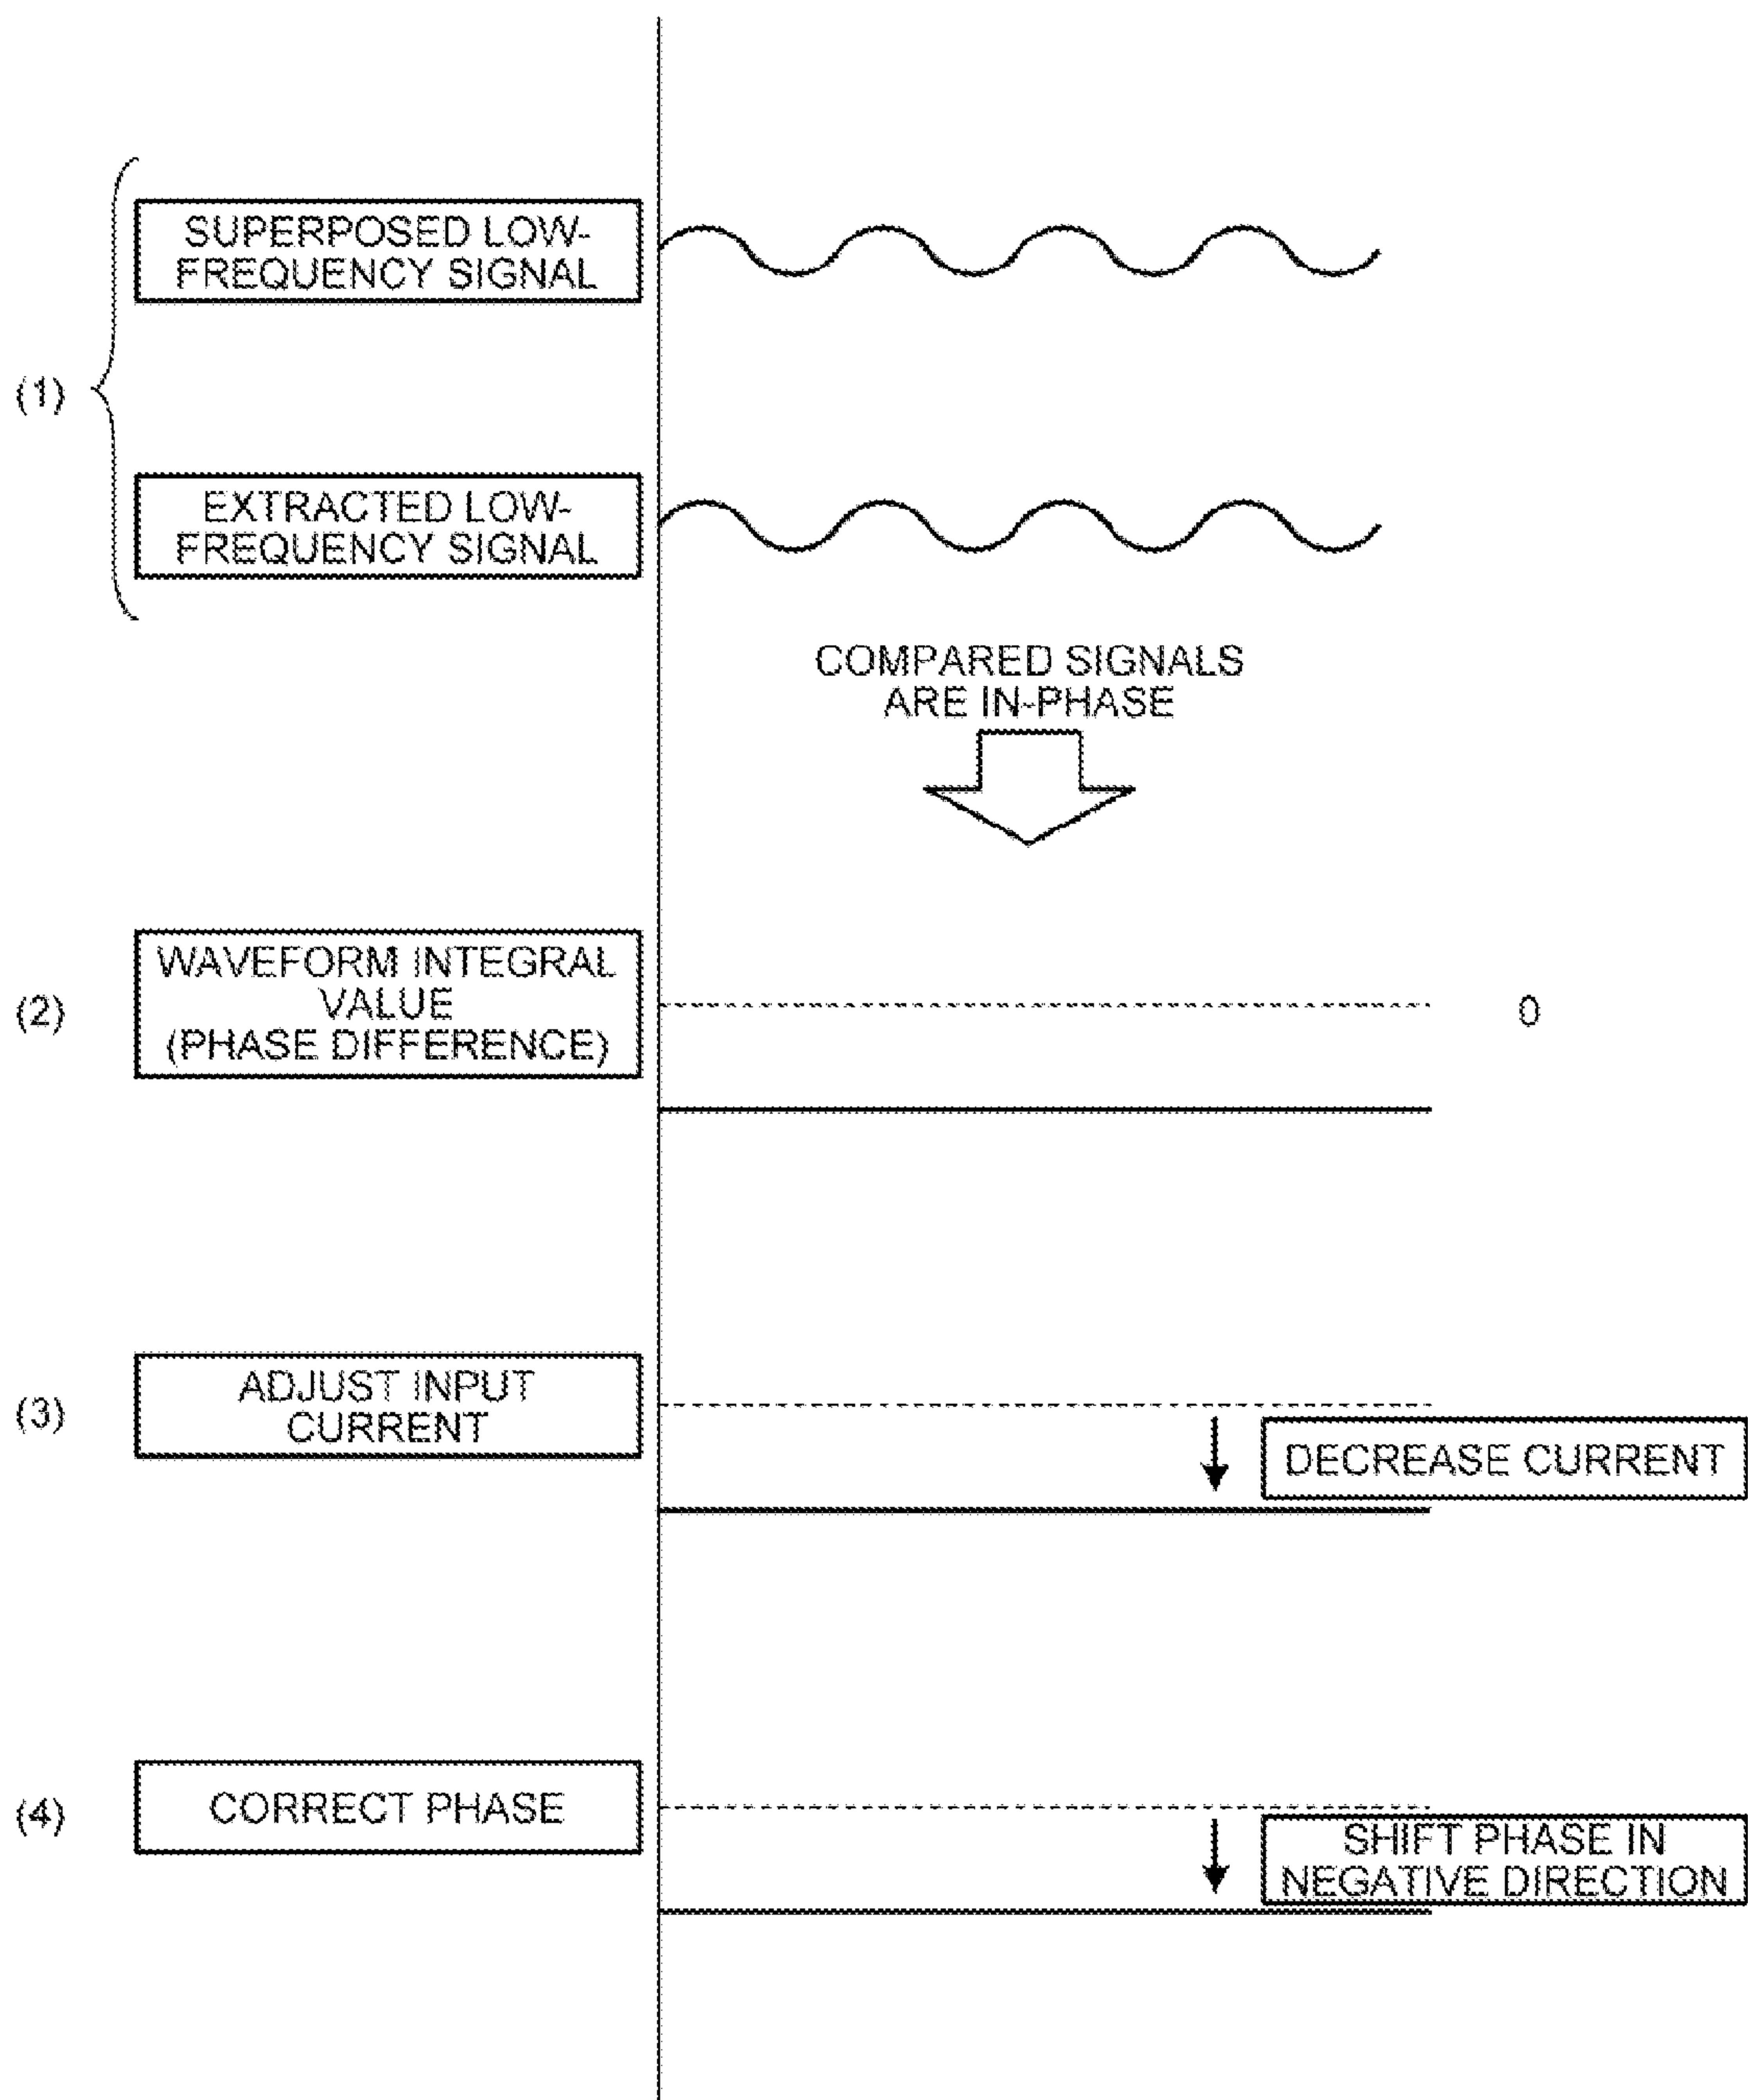 SUPERPOSED LOW-
FREQUENCY SIGNAL
(1)
EXTRACTED LOW-
FREQUENCY SIGNAL
COMPARED SIGNALS
ARE IN-PHASE
(2)
WAVEFORM INTEGRAL
VALUE
(PHASE DIFFERENCE)
0
(3)
ADJUST INPUT
CURRENT
DECREASE CURRENT
(4)
CORRECT PHASE
SHIFT PHASE IN
NEGATIVE DIRECTION